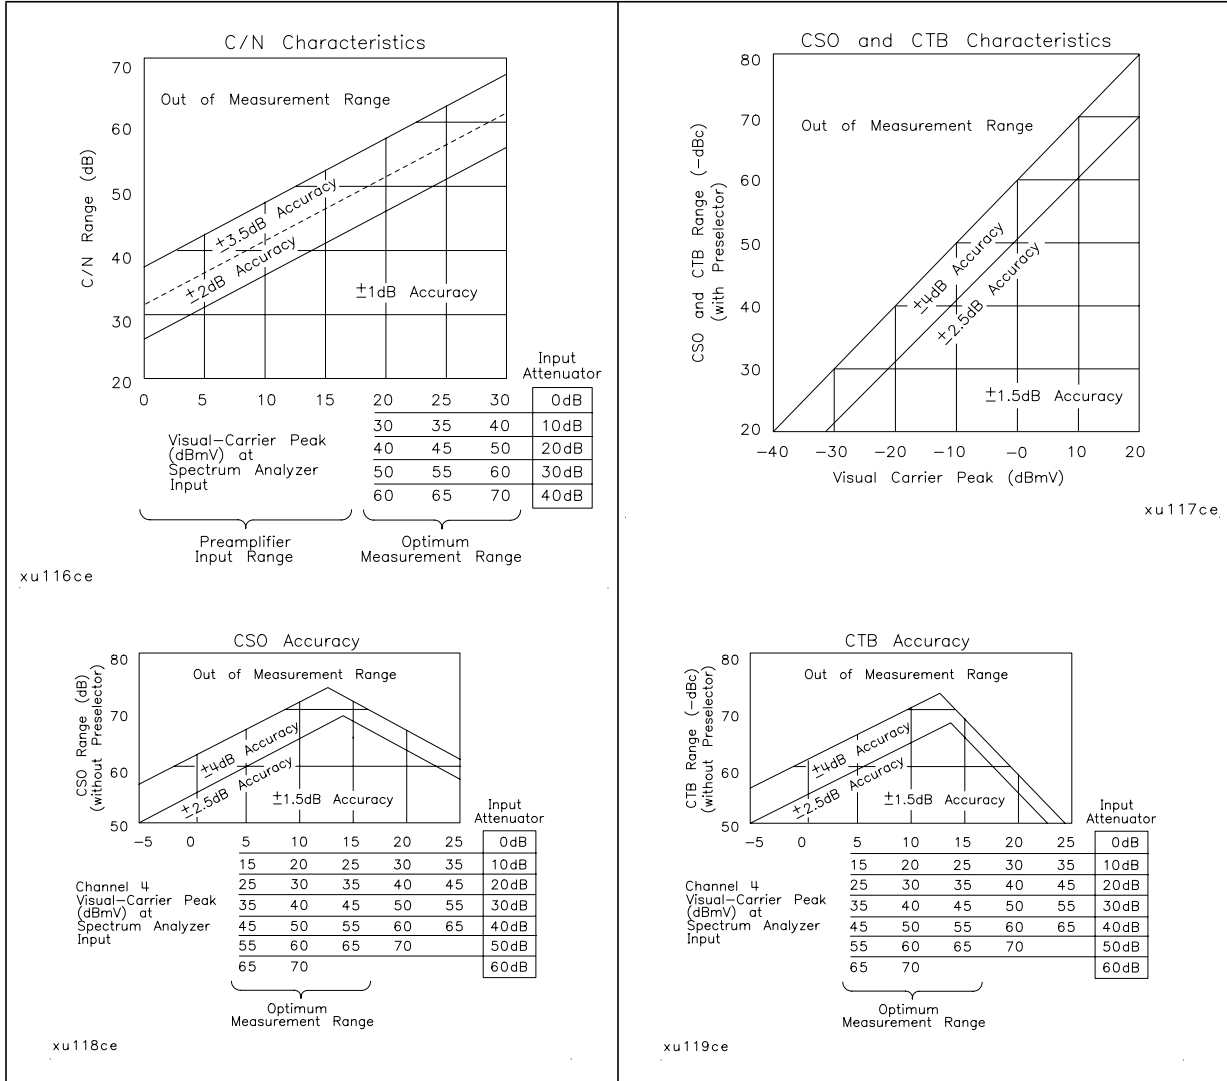 C/N Characteristics
70
60
50
40
30
20
C/N Range (dB)
Out of Measurement Range
±3.5dB Accuracy
±2dB Accuracy
±1dB Accuracy
Input
Attenuator
0 5 10 15 20 25 30 0dB
30 35 40 10dB
40 45 50 20dB
50 55 60 30dB
60 65 70 40dB
Visual-Carrier Peak
(dBmV) at
Spectrum Analyzer
Input
Preamplifier
Input Range
Optimum
Measurement Range
xu116ce
CSO and CTB Characteristics
80
70
60
50
40
30
20
CSO and CTB Range (-dBc)
(with Preselector)
Out of Measurement Range
±4dB Accuracy
±2.5dB Accuracy
±1.5dB Accuracy
-40 -30 -20 -10 -0 10 20
Visual Carrier Peak (dBmV)
xu117ce
CSO Accuracy
80
70
60
50
CSO Range (dB)
(without Preselector)
Out of Measurement Range
±4dB Accuracy
±2.5dB Accuracy
±1.5dB Accuracy
Input
Attenuator
-5 0 5 10 15 20 25 0dB
15 20 25 30 35 10dB
25 30 35 40 45 20dB
35 40 45 50 55 30dB
45 50 55 60 65 40dB
55 60 65 70 50dB
65 70 60dB
Channel 4
Visual-Carrier Peak
(dBmV) at
Spectrum Analyzer
Input
Optimum
Measurement Range
xu118ce
CTB Accuracy
80
70
60
50
CTB Range (-dBc)
(without Preselector)
Out of Measurement Range
±4dB Accuracy
±2.5dB Accuracy
±1.5dB Accuracy
Input
Attenuator
-5 0 5 10 15 20 25 0dB
15 20 25 30 35 10dB
25 30 35 40 45 20dB
35 40 45 50 55 30dB
45 50 55 60 65 40dB
55 60 65 70 50dB
65 70 60dB
Channel 4
Visual-Carrier Peak
(dBmV) at
Spectrum Analyzer
Input
Optimum
Measurement Range
xu119ce